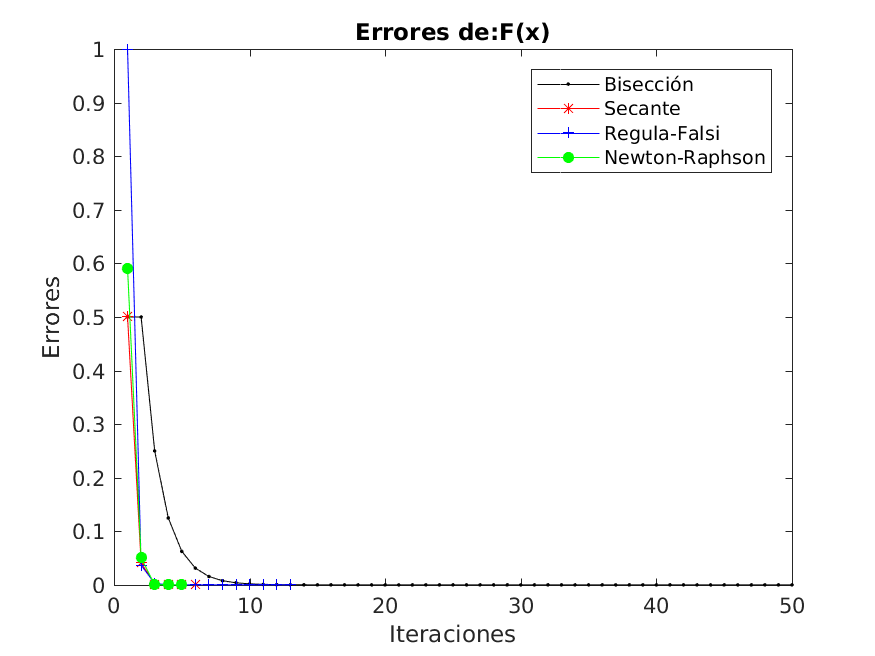 Errores de:F(x)
1
0.9
0.8
0.7
0.6
0.5
0.4
0.3
0.2
0.1
0
Errores
Bisección
Secante
Regula-Falsi
Newton-Raphson
0 10 20 30 40 50
Iteraciones